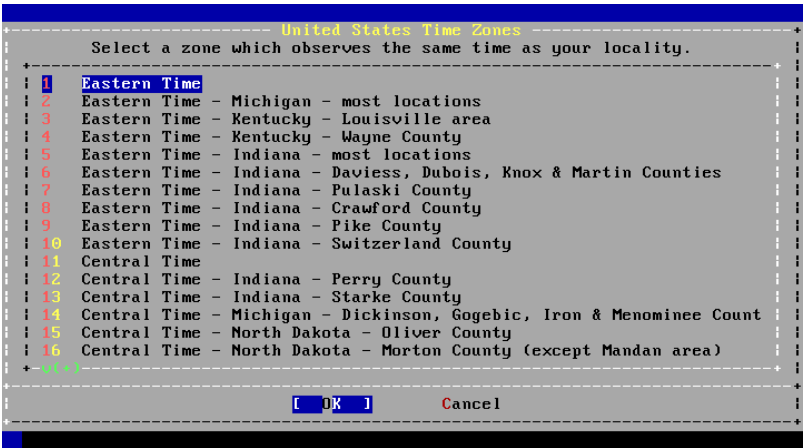 United States Time Zones
Select a zone which observes the same time as your locality.
1 Eastern Time
2 Eastern Time - Michigan - most locations
3 Eastern Time - Kentucky - Louisville area
4 Eastern Time - Kentucky - Wayne County
5 Eastern Time - Indiana - most locations
6 Eastern Time - Indiana - Daviess, Dubois, Knox & Martin Counties
7 Eastern Time - Indiana - Pulaski County
8 Eastern Time - Indiana - Crawford County
9 Eastern Time - Indiana - Pike County
10 Eastern Time - Indiana - Switzerland County
11 Central Time
12 Central Time - Indiana - Perry County
13 Central Time - Indiana - Starke County
14 Central Time - Michigan - Dickinson, Gogebic, Iron & Menominee Count
15 Central Time - North Dakota - Oliver County
16 Central Time - North Dakota - Morton County (except Mandan area)
v(+)
[ OK ] Cancel